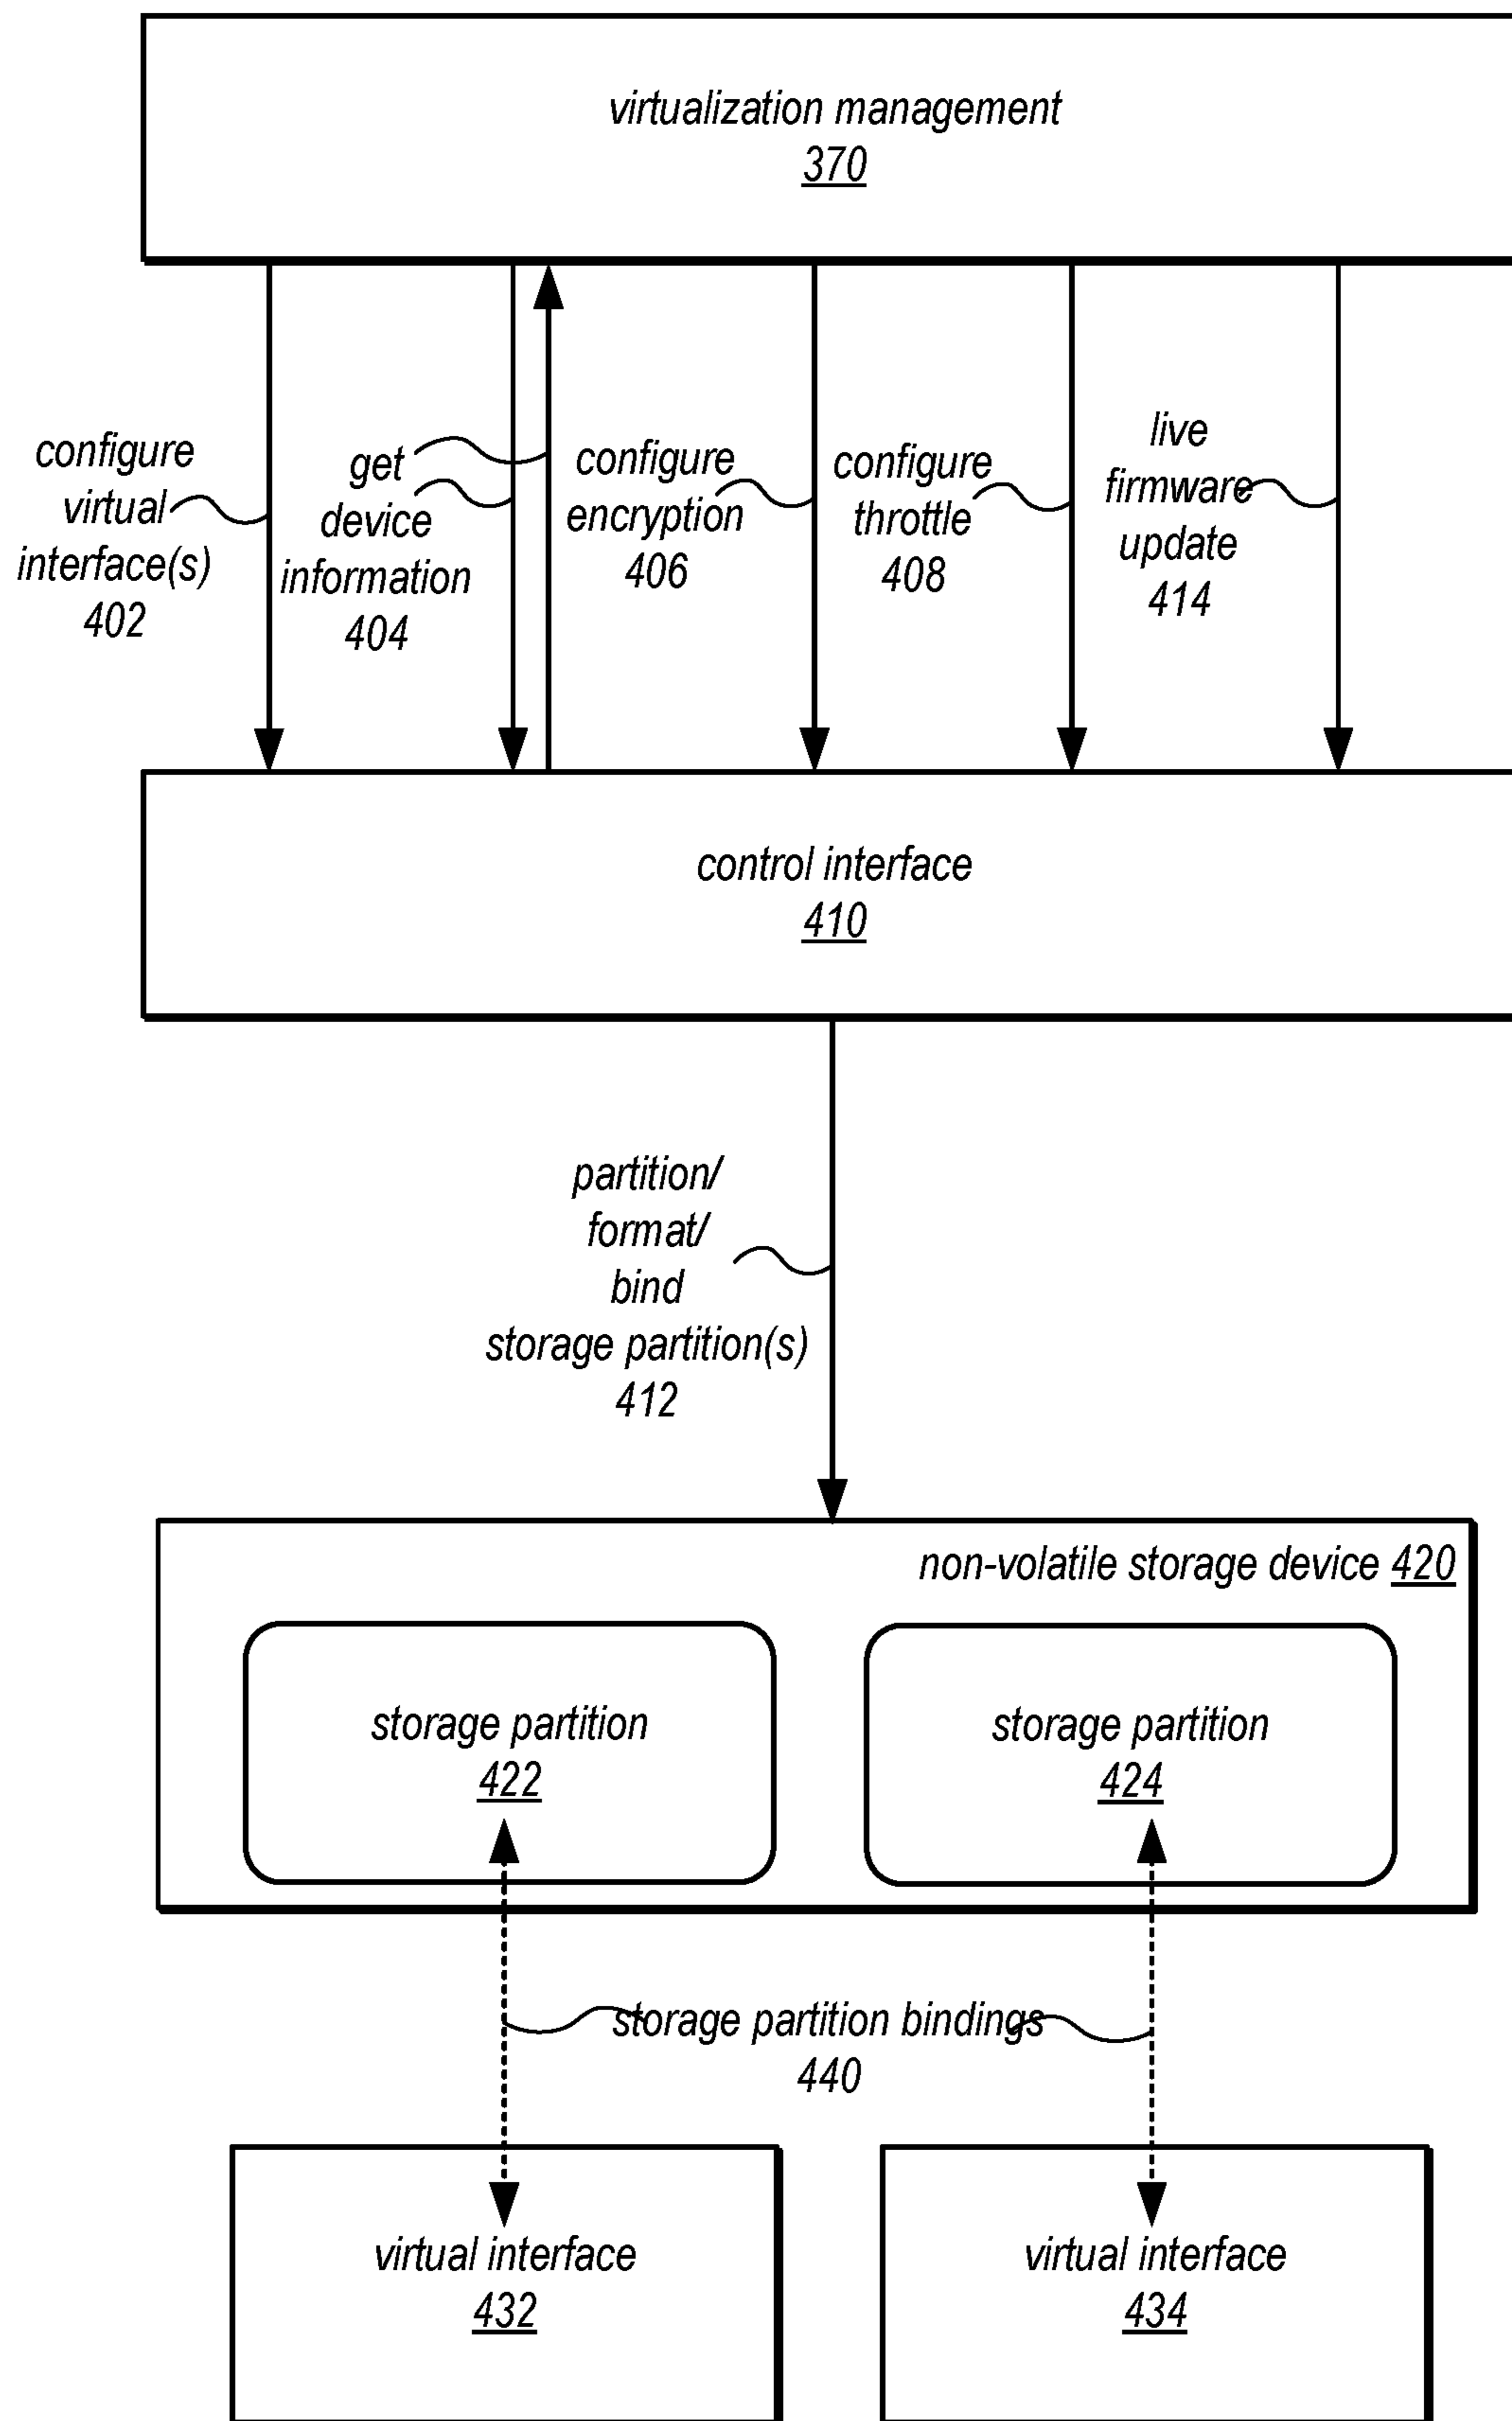 virtualization management
370
configure
virtual
interface(s)
402
get
device
information
404
configure
encryption
406
configure
throttle
408
live
firmware
update
414
control interface
410
partition/
format/
bind
storage partition(s)
412
non-volatile storage device 420
storage partition
422
storage partition
424
storage partition bindings
440
virtual interface
432
virtual interface
434